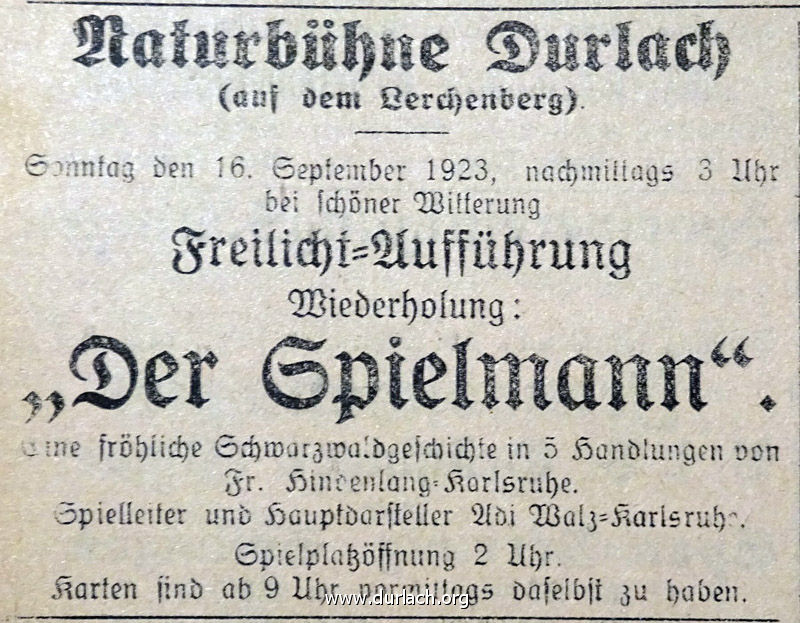 Naturbühne Durlach
(auf dem Lerchenberg).
Sonntag den 16. September 1923, nachmittags 3 Uhr
bei schöner Witterung
Freilicht=Aufführung
Wiederholung:
„Der Spielmann“.
Eine fröhliche Schwarzwaldgeschichte in 5 Handlungen von
Fr. Hindenlang=Karlsruhe.
Spielleiter und Hauptdarsteller Adi Walz=Karlsruhe.
Spielplatzöffnung 2 Uhr.
Karten sind ab 9 Uhr vormittags daselbst zu haben.
www.durlach.org